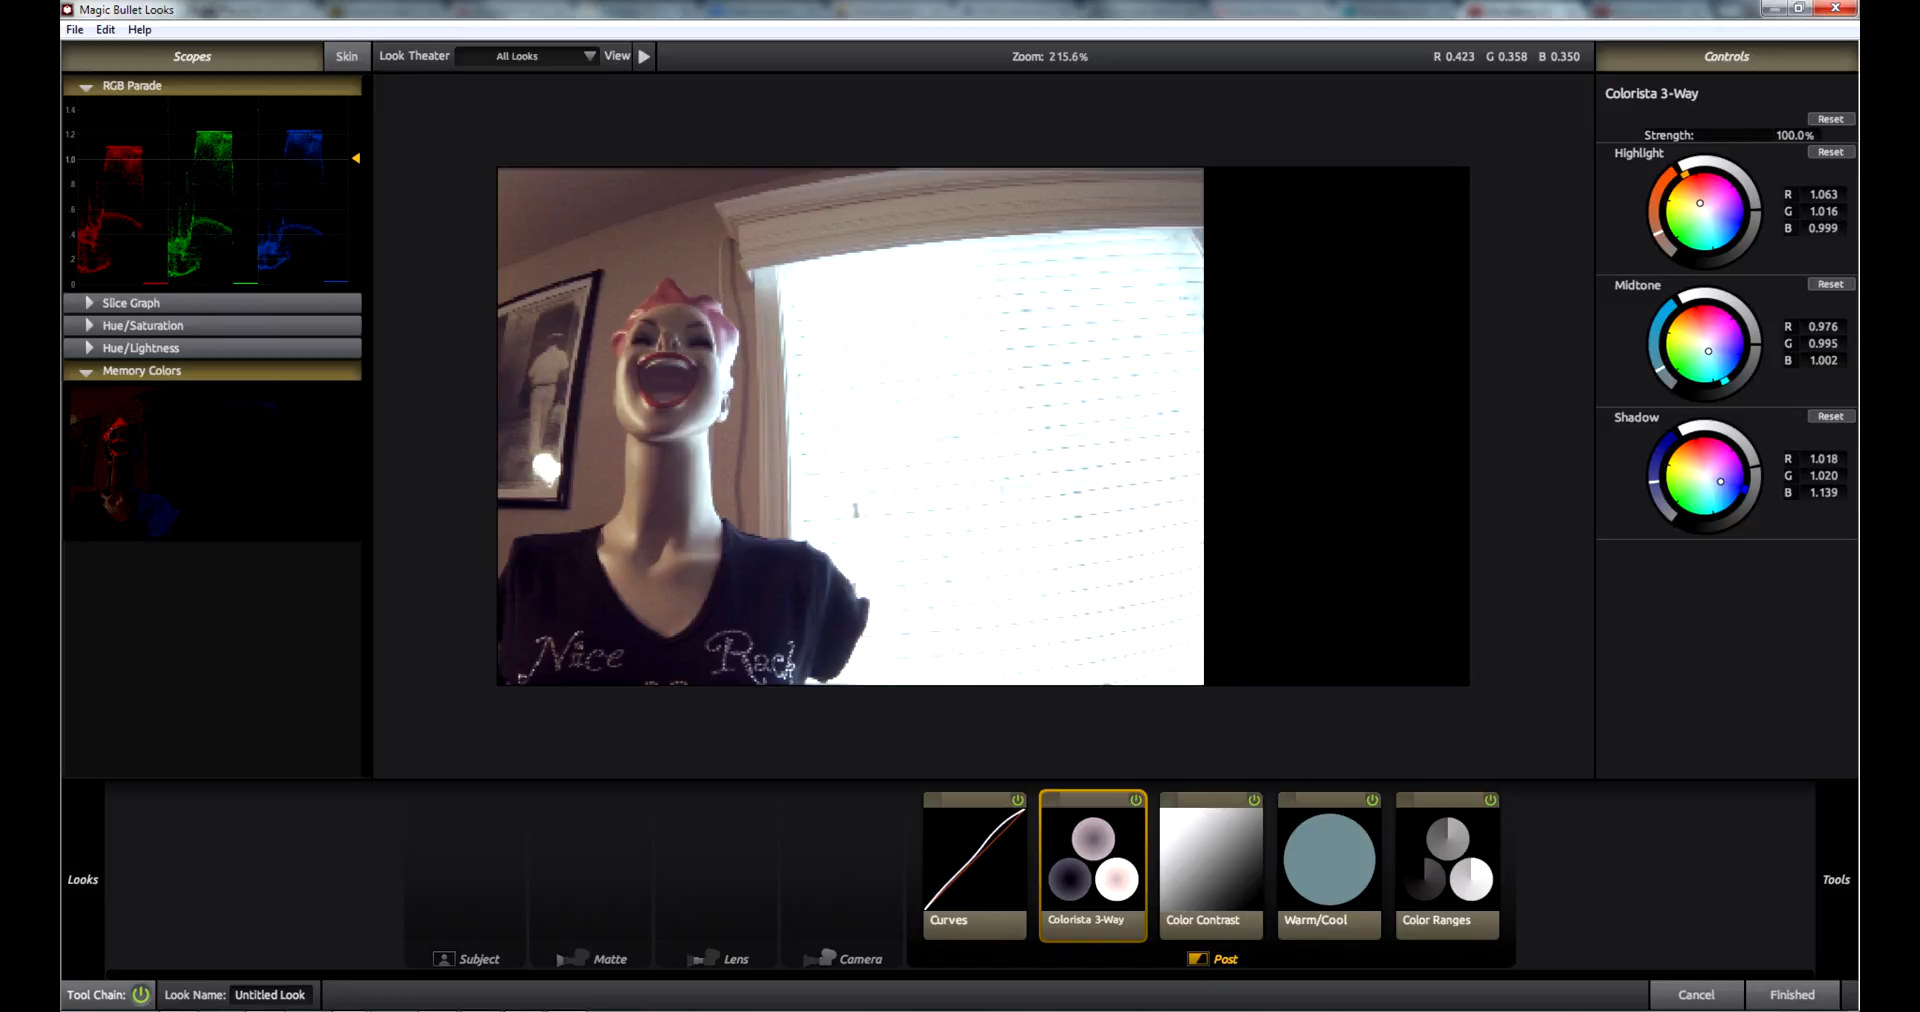 Magic Bullet Looks
File Edit Help
Scopes Skin Look Theater All Looks View Zoom: 215.6% R 0.423 G 0.358 B 0.350 Controls
RGB Parade
1.4
1.2
1.0
.8
.6
.4
.2
0
Slice Graph
Hue/Saturation
Hue/Lightness
Memory Colors
Nice Rack
Colorista 3-Way
Reset
Strength: 100.0%
Highlight Reset
R 1.063
G 1.016
B 0.999
Midtone Reset
R 0.976
G 0.995
B 1.002
Shadow Reset
R 1.018
G 1.020
B 1.139
Looks
Curves Colorista 3-Way Color Contrast Warm/Cool Color Ranges
Tools
Subject Matte Lens Camera Post
Tool Chain: Look Name: Untitled Look Cancel Finished